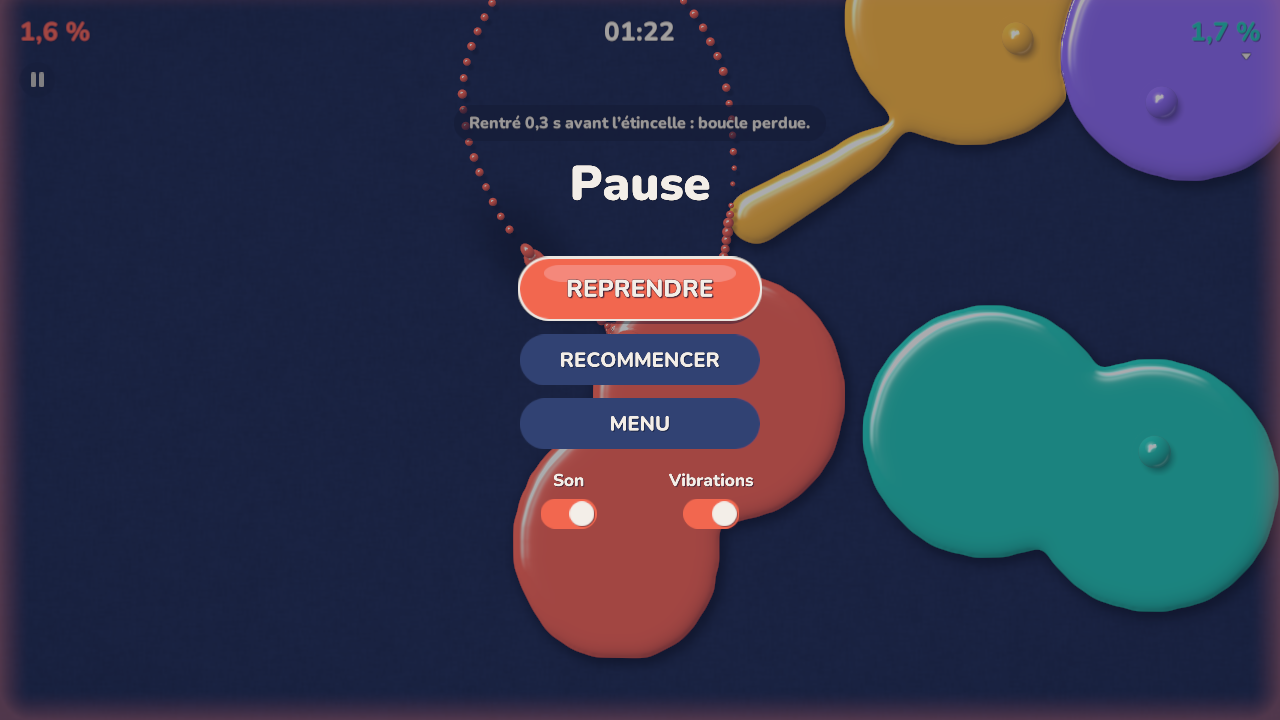 1,6 %
01:22
1,7 %
Rentré 0,3 s avant l’étincelle : boucle perdue.
Pause
REPRENDRE
RECOMMENCER
MENU
Son
Vibrations